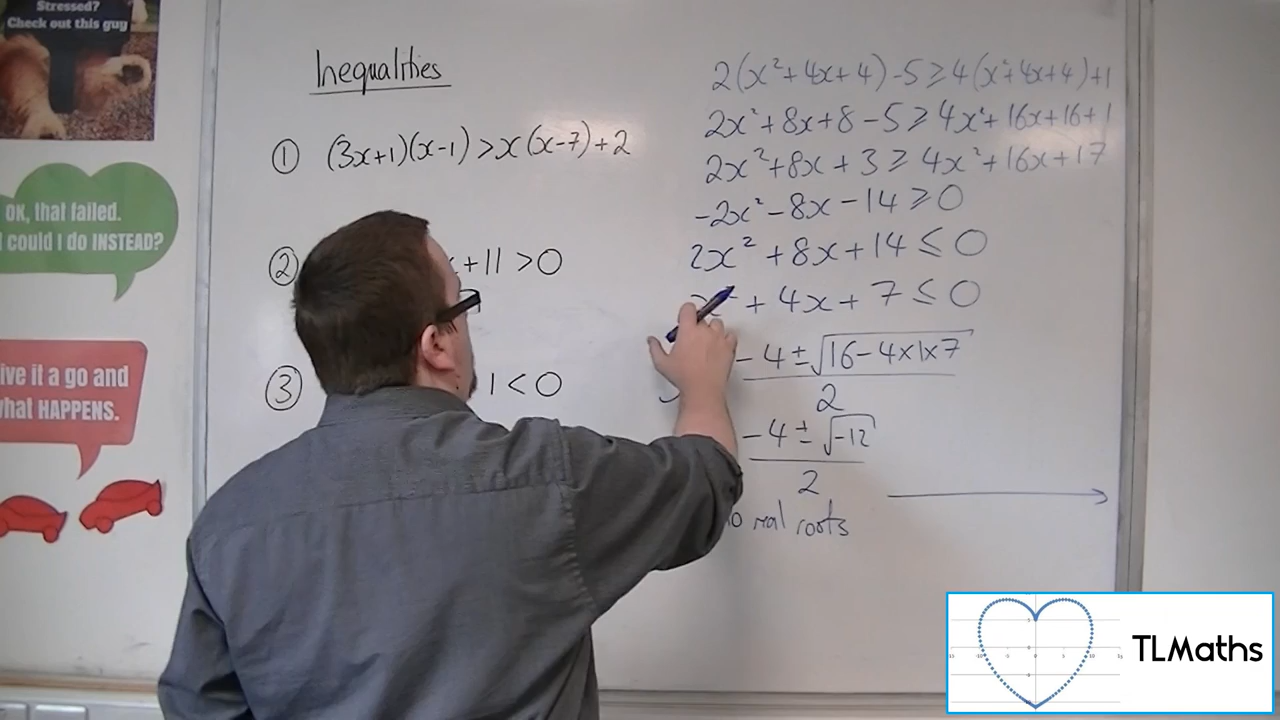 Stressed?
Check out this guy
OK, that failed.
could I do INSTEAD?
ive it a go and
what HAPPENS.
Inequalities
① (3x+1)(x-1) > x(x-7)+2
② +11 > 0
③ 1 < 0
2(x²+4x+4)-5 ≥ 4(x²+4x+4)+1
2x²+8x+8-5 ≥ 4x²+16x+16+1
2x²+8x+3 ≥ 4x²+16x+17
-2x²-8x-14 ≥ 0
2x²+8x+14 ≤ 0
+4x+7 ≤ 0
-4±√16-4×1×7
2
-4±√-12
2
real roots
TLMaths